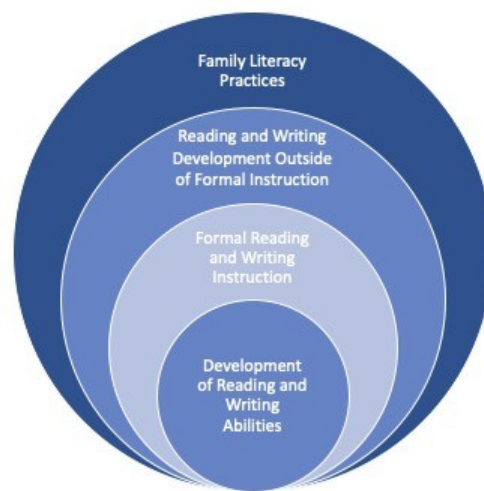 Family Literacy
Practices
Reading and Writing
Development Outside
of Formal Instruction
Formal Reading
and Writing
Instruction
Development
of Reading and
Writing
Abilities